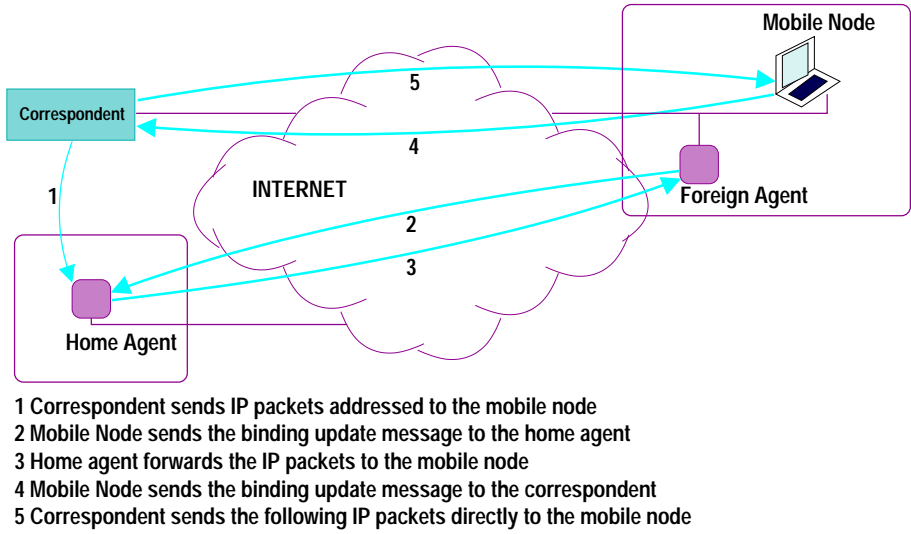 Mobile Node
5
Correspondent
4
1
INTERNET
Foreign Agent
2
3
Home Agent
1 Correspondent sends IP packets addressed to the mobile node
2 Mobile Node sends the binding update message to the home agent
3 Home agent forwards the IP packets to the mobile node
4 Mobile Node sends the binding update message to the correspondent
5 Correspondent sends the following IP packets directly to the mobile node